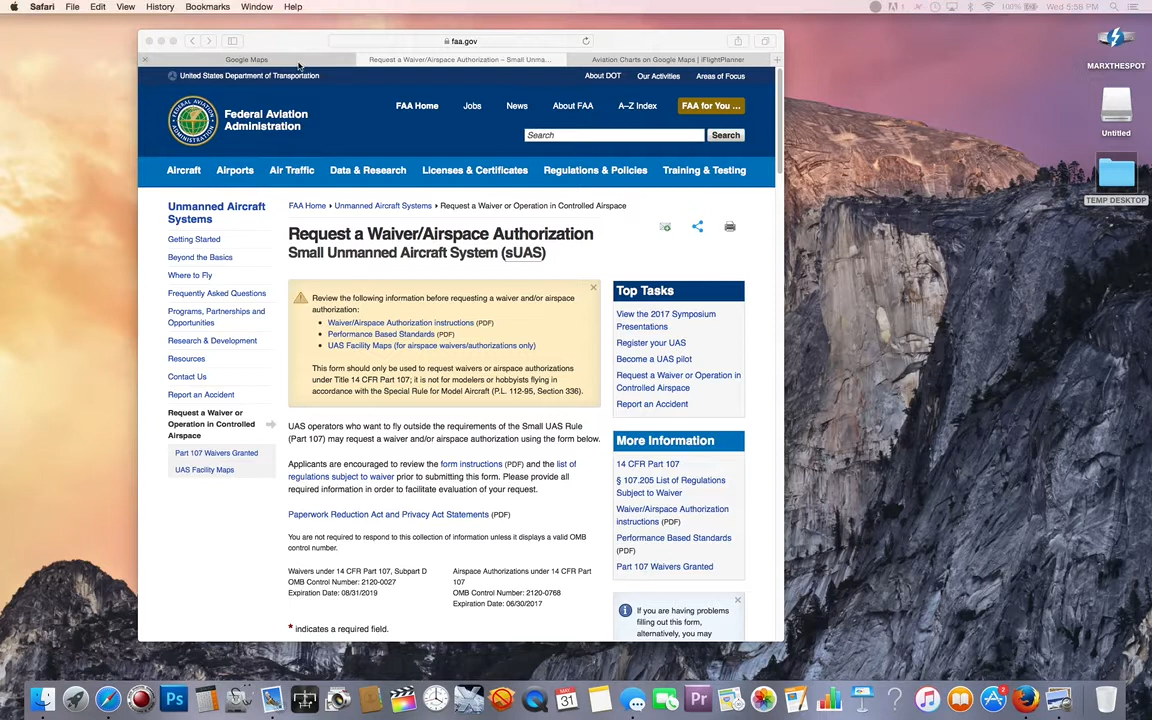 Safari File Edit View History Bookmarks Window Help
100% Wed 5:58 PM
faa.gov
Google Maps
Request a Waiver/Airspace Authorization – Small Unma...
Aviation Charts on Google Maps | iFlightPlanner
United States Department of Transportation
About DOT Our Activities Areas of Focus
Federal Aviation
Administration
FAA Home Jobs News About FAA A–Z Index FAA for You ...
Search Search
Aircraft Airports Air Traffic Data & Research Licenses & Certificates Regulations & Policies Training & Testing
Unmanned Aircraft
Systems
Getting Started
Beyond the Basics
Where to Fly
Frequently Asked Questions
Programs, Partnerships and
Opportunities
Research & Development
Resources
Contact Us
Report an Accident
Request a Waiver or
Operation in Controlled
Airspace
Part 107 Waivers Granted
UAS Facility Maps
FAA Home Unmanned Aircraft Systems Request a Waiver or Operation in Controlled Airspace
Request a Waiver/Airspace Authorization
Small Unmanned Aircraft System (sUAS)
Review the following information before requesting a waiver and/or airspace
authorization:
• Waiver/Airspace Authorization instructions (PDF)
• Performance Based Standards (PDF)
• UAS Facility Maps (for airspace waivers/authorizations only)
This form should only be used to request waivers or airspace authorizations
under Title 14 CFR Part 107; it is not for modelers or hobbyists flying in
accordance with the Special Rule for Model Aircraft (P.L. 112-95, Section 336).
UAS operators who want to fly outside the requirements of the Small UAS Rule
(Part 107) may request a waiver and/or airspace authorization using the form below.
Applicants are encouraged to review the form instructions (PDF) and the list of
regulations subject to waiver prior to submitting this form. Please provide all
required information in order to facilitate evaluation of your request.
Paperwork Reduction Act and Privacy Act Statements (PDF)
You are not required to respond to this collection of information unless it displays a valid OMB
control number.
Waivers under 14 CFR Part 107, Subpart D
OMB Control Number: 2120-0027
Expiration Date: 08/31/2019
Airspace Authorizations under 14 CFR Part
107
OMB Control Number: 2120-0768
Expiration Date: 06/30/2017
* indicates a required field.
Top Tasks
View the 2017 Symposium
Presentations
Register your UAS
Become a UAS pilot
Request a Waiver or Operation in
Controlled Airspace
Report an Accident
More Information
14 CFR Part 107
§ 107.205 List of Regulations
Subject to Waiver
Waiver/Airspace Authorization
instructions (PDF)
Performance Based Standards
(PDF)
Part 107 Waivers Granted
If you are having problems
filling out this form,
alternatively, you may
MARXTHESPOT
Untitled
TEMP DESKTOP
Ps
MAY
31
Pr